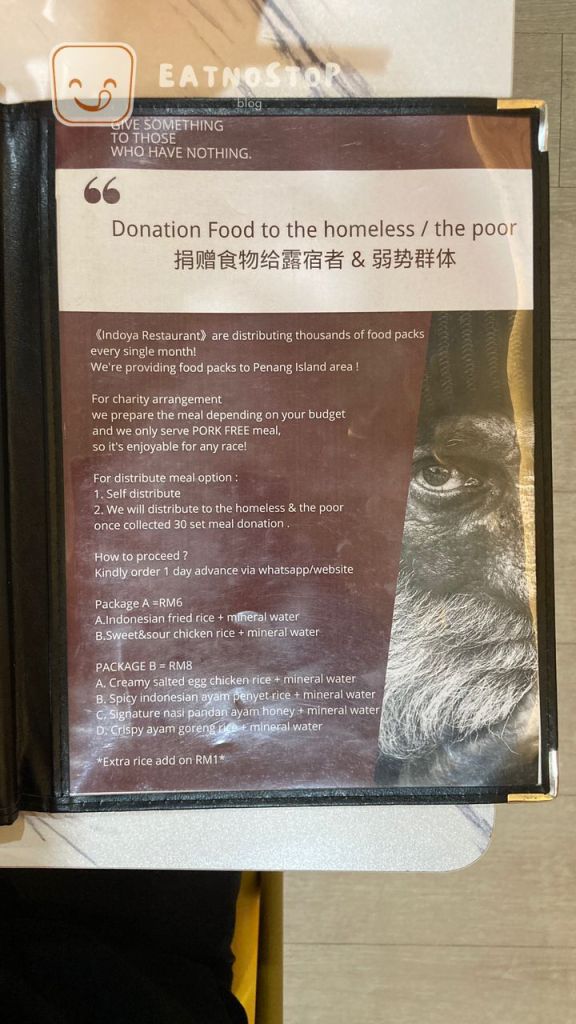 EATNOSTOP
blog
GIVE SOMETHING
TO THOSE
WHO HAVE NOTHING.
Donation Food to the homeless / the poor
捐赠食物给露宿者 & 弱势群体
《Indoya Restaurant》are distributing thousands of food packs
every single month!
We're providing food packs to Penang Island area !
For charity arrangement
we prepare the meal depending on your budget
and we only serve PORK FREE meal,
so it's enjoyable for any race!
For distribute meal option :
1. Self distribute
2. We will distribute to the homeless & the poor
once collected 30 set meal donation .
How to proceed ?
Kindly order 1 day advance via whatsapp/website
Package A =RM6
A.Indonesian fried rice + mineral water
B.Sweet&sour chicken rice + mineral water
PACKAGE B = RM8
A. Creamy salted egg chicken rice + mineral water
B. Spicy indonesian ayam penyet rice + mineral water
C. Signature nasi pandan ayam honey + mineral water
D. Crispy ayam goreng rice + mineral water
*Extra rice add on RM1*